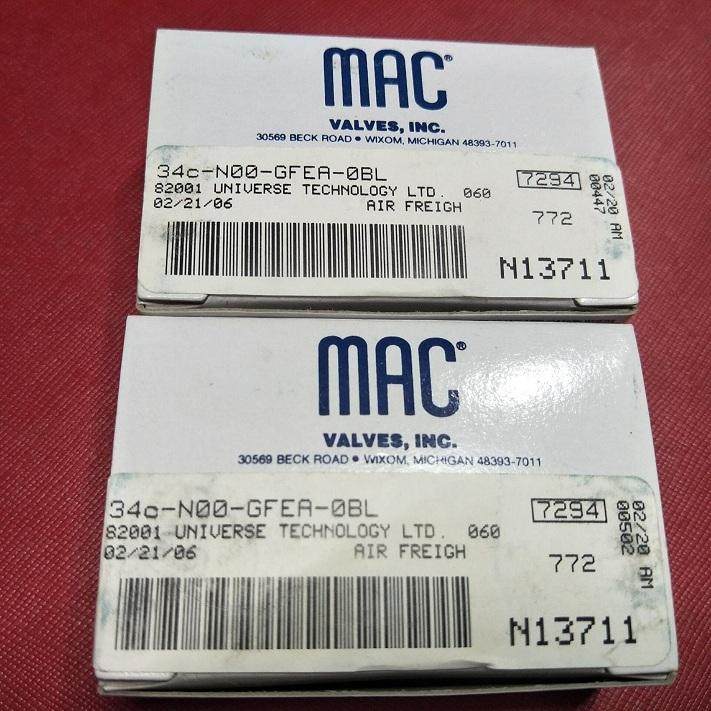 MAC®
VALVES, INC.
30569 BECK ROAD • WIXOM, MICHIGAN 48393-7011
34c-N00-GFEA-0BL
7294
82001 UNIVERSE TECHNOLOGY LTD. 060
02/21/06 AIR FREIGH
772
N13711
02/20 AM
00447
MAC®
VALVES, INC.
30569 BECK ROAD • WIXOM, MICHIGAN 48393-7011
34c-N00-GFEA-0BL
7294
82001 UNIVERSE TECHNOLOGY LTD. 060
02/21/06 AIR FREIGH
772
N13711
02/20 AM
00502